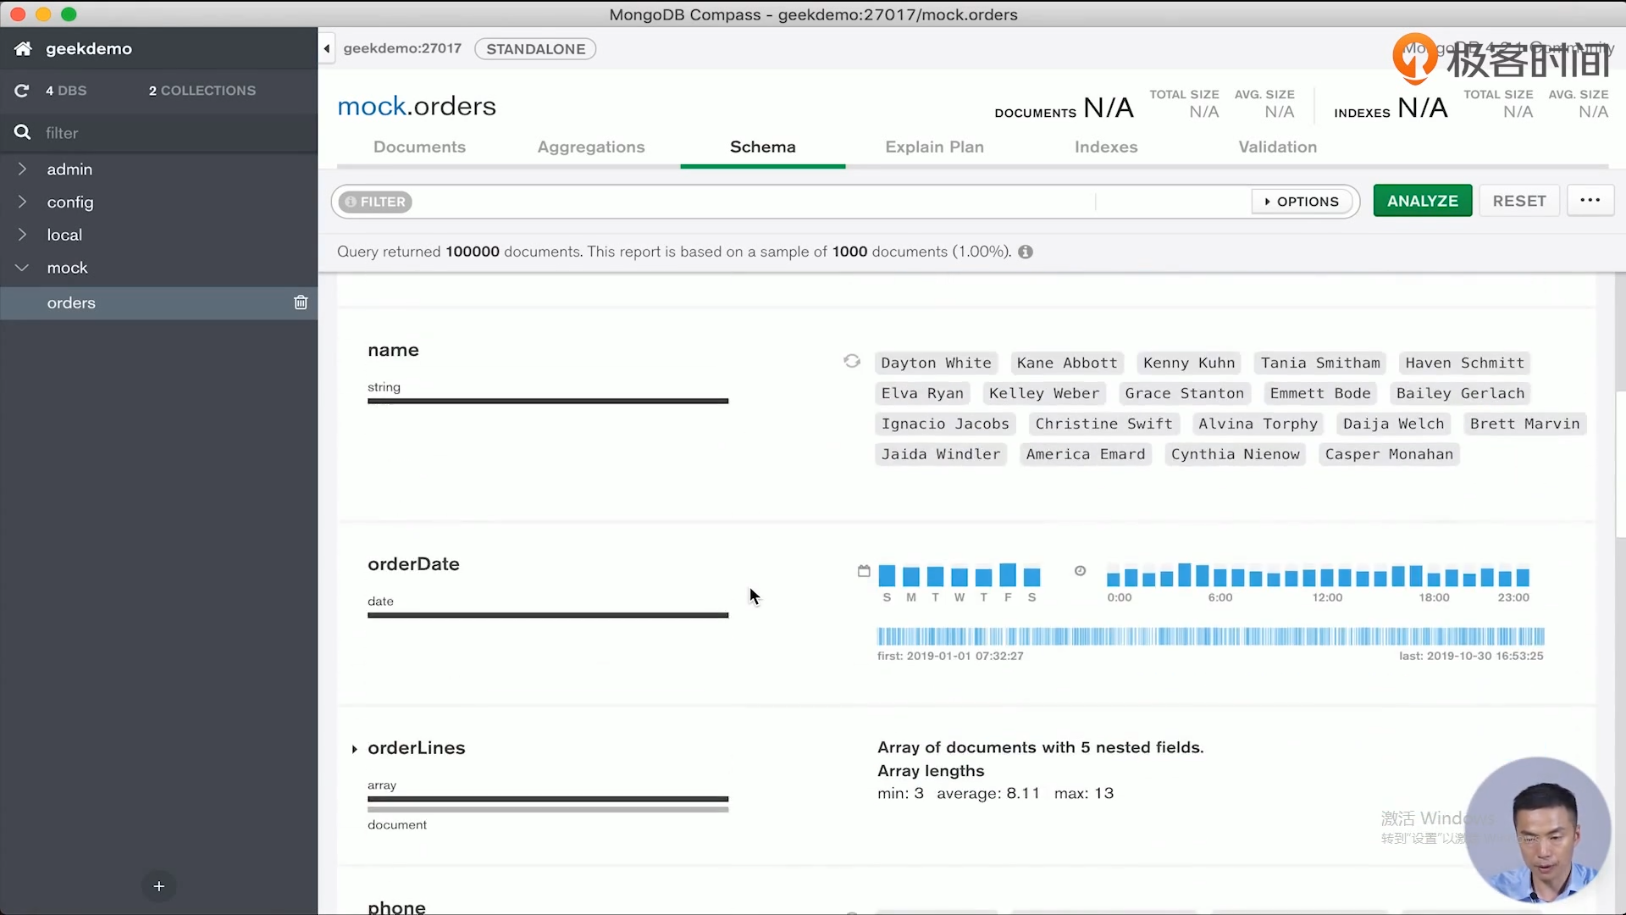 MongoDB Compass - geekdemo:27017/mock.orders
geekdemo
geekdemo:27017 STANDALONE
MongoDB 4.2.1 Community
极客时间
4 DBS 2 COLLECTIONS
filter
admin
config
local
mock
orders
mock.orders
DOCUMENTS N/A TOTAL SIZE N/A AVG. SIZE N/A INDEXES N/A TOTAL SIZE N/A AVG. SIZE N/A
Documents Aggregations Schema Explain Plan Indexes Validation
FILTER OPTIONS ANALYZE RESET ...
Query returned 100000 documents. This report is based on a sample of 1000 documents (1.00%).
name
string
Dayton White Kane Abbott Kenny Kuhn Tania Smitham Haven Schmitt
Elva Ryan Kelley Weber Grace Stanton Emmett Bode Bailey Gerlach
Ignacio Jacobs Christine Swift Alvina Torphy Daija Welch Brett Marvin
Jaida Windler America Emard Cynthia Nienow Casper Monahan
orderDate
date
S M T W T F S
0:00 6:00 12:00 18:00 23:00
first: 2019-01-01 07:32:27 last: 2019-10-30 16:53:25
orderLines
array
document
Array of documents with 5 nested fields.
Array lengths
min: 3 average: 8.11 max: 13
激活 Windows
转到"设置"以激
phone